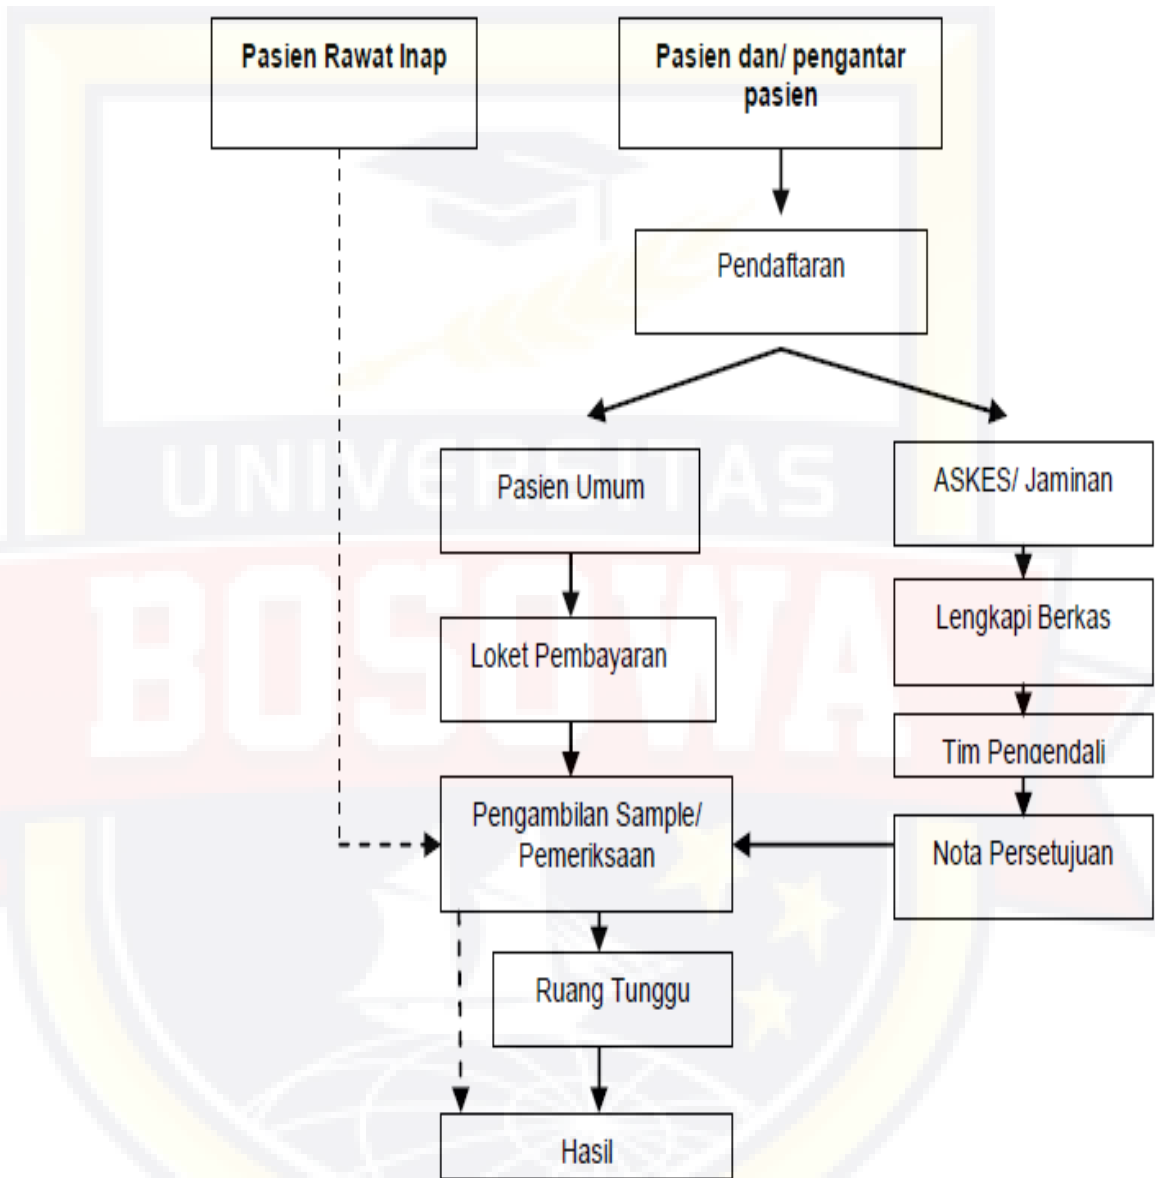 Pasien Rawat Inap
Pasien dan/ pengantar
pasien
Pendaftaran
UNIVERSITAS
Pasien Umum
ASKES/ Jaminan
BOSOWA
Lengkapi Berkas
Loket Pembayaran
Tim Pengendali
Pengambilan Sample/
Pemeriksaan
Nota Persetujuan
Ruang Tunggu
Hasil